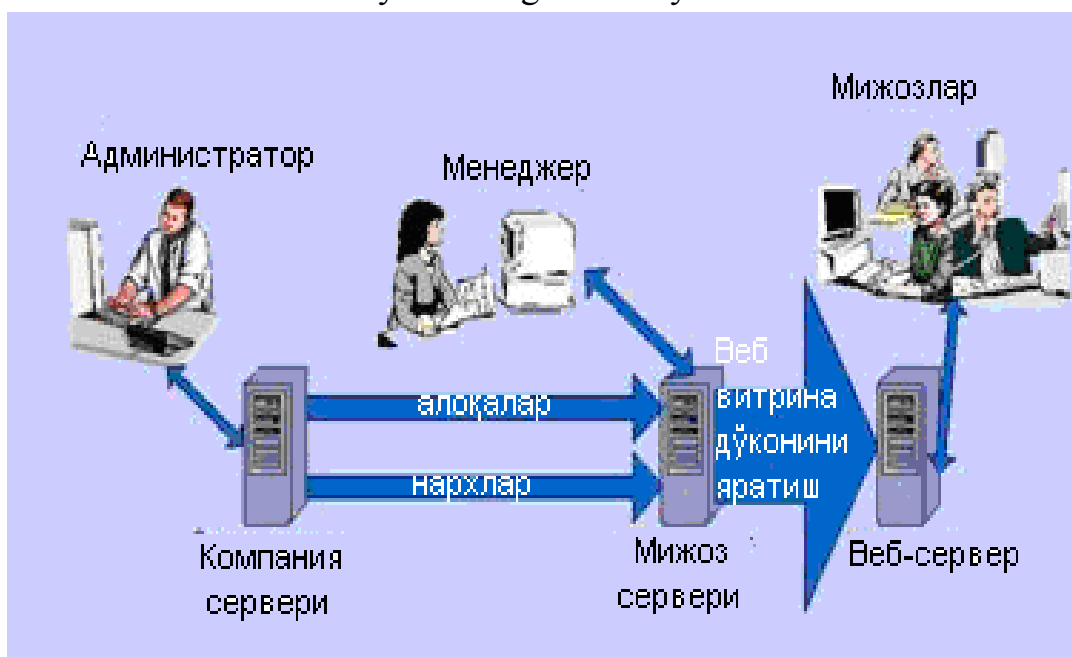 Мижозлар
Администратор
Менеджер
Веб
витрина
дўконини
яратиш
алоқалар
нархлар
Компания
сервери
Мижоз
сервери
Веб-сервер